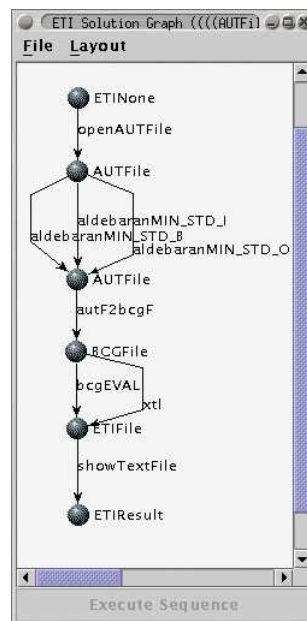 ETI Solution Graph ((((AUTFil
File Layout
ETINone
openAUTFile
AUTFile
aldebaranMIN_STD_I
aldebaranMIN_STD_B
aldebaranMIN_STD_O
AUTFile
autF2bcgF
BCGFile
bcgEVAL
xtl
ETIFile
showTextFile
ETIResult
Execute Sequence